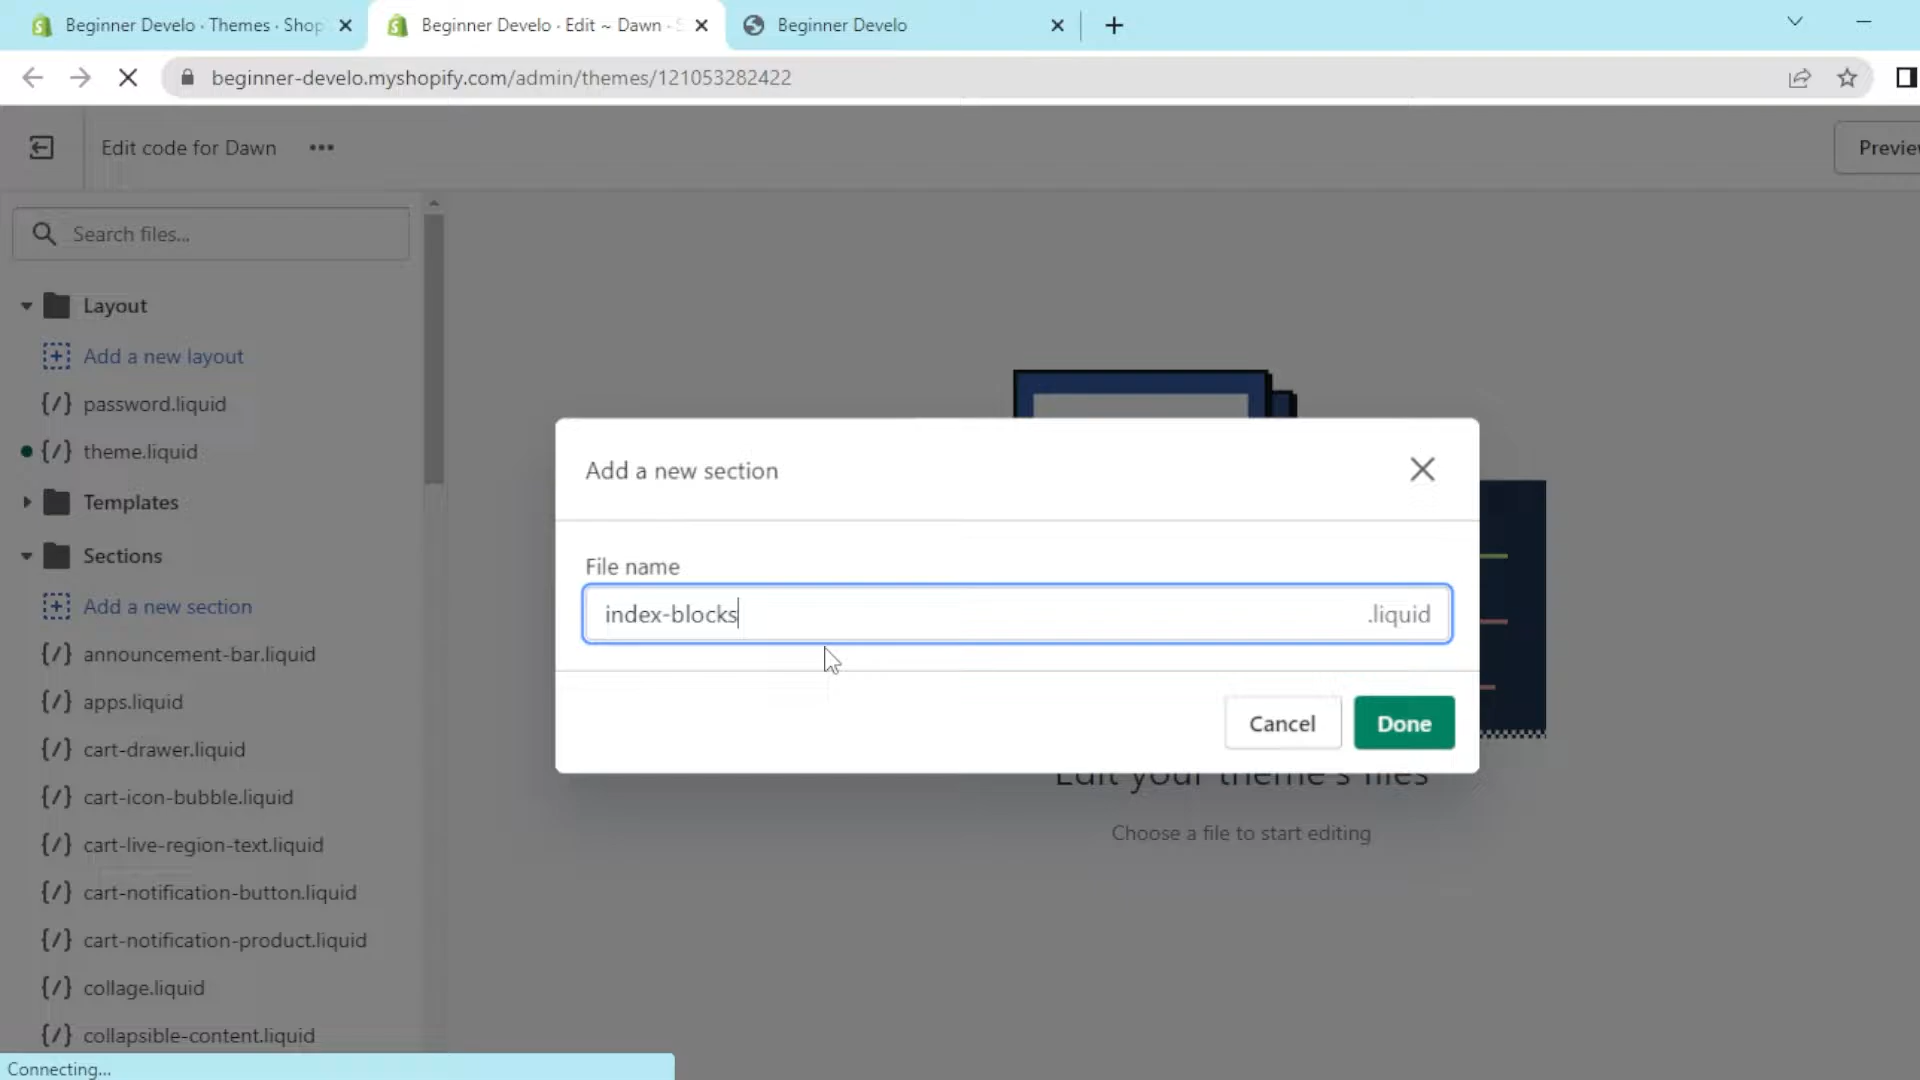 Beginner Develo · Themes · Shop
Beginner Develo · Edit ~ Dawn ·
Beginner Develo
beginner-develo.myshopify.com/admin/themes/121053282422
Edit code for Dawn
Search files...
Layout
Add a new layout
password.liquid
theme.liquid
Templates
Sections
Add a new section
announcement-bar.liquid
apps.liquid
cart-drawer.liquid
cart-icon-bubble.liquid
cart-live-region-text.liquid
cart-notification-button.liquid
cart-notification-product.liquid
collage.liquid
collapsible-content.liquid
Add a new section
File name
index-blocks
.liquid
Cancel
Done
Edit your theme's files
Choose a file to start editing
Connecting...